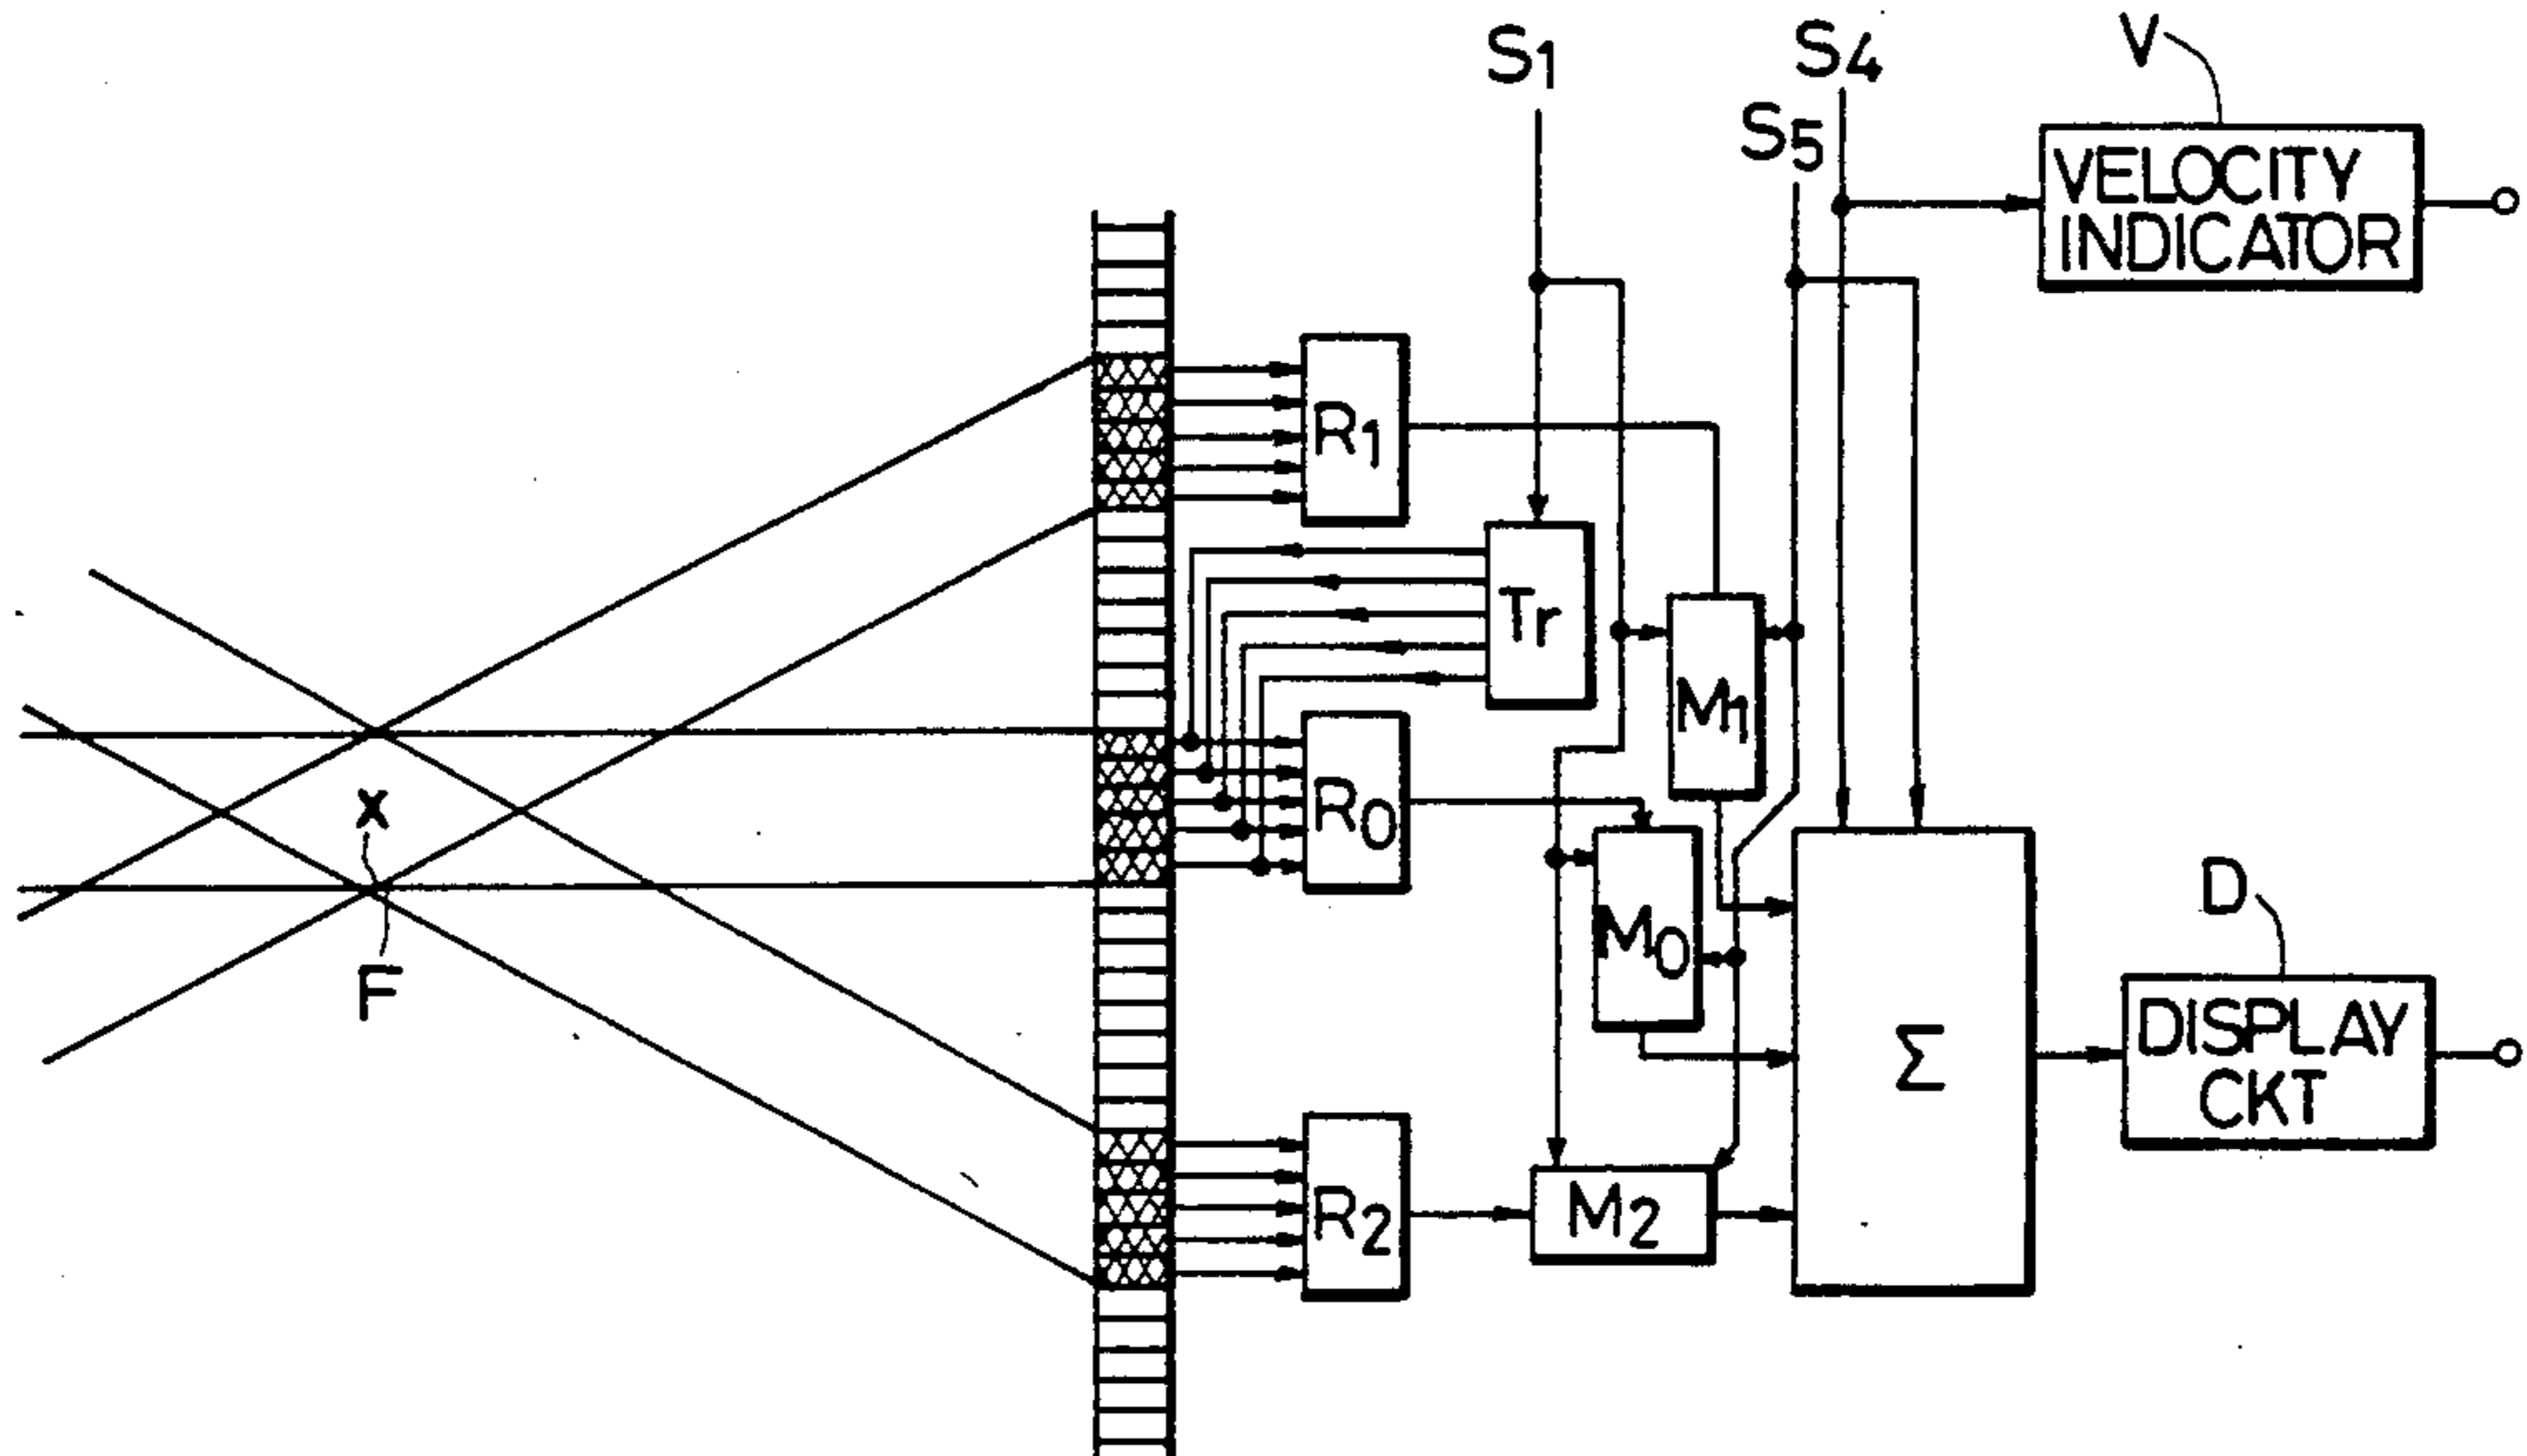 S1
S4
V
S5
VELOCITY
INDICATOR
R1
Tr
M1
X
R0
F
M0
D
Σ
DISPLAY
CKT
R2
M2